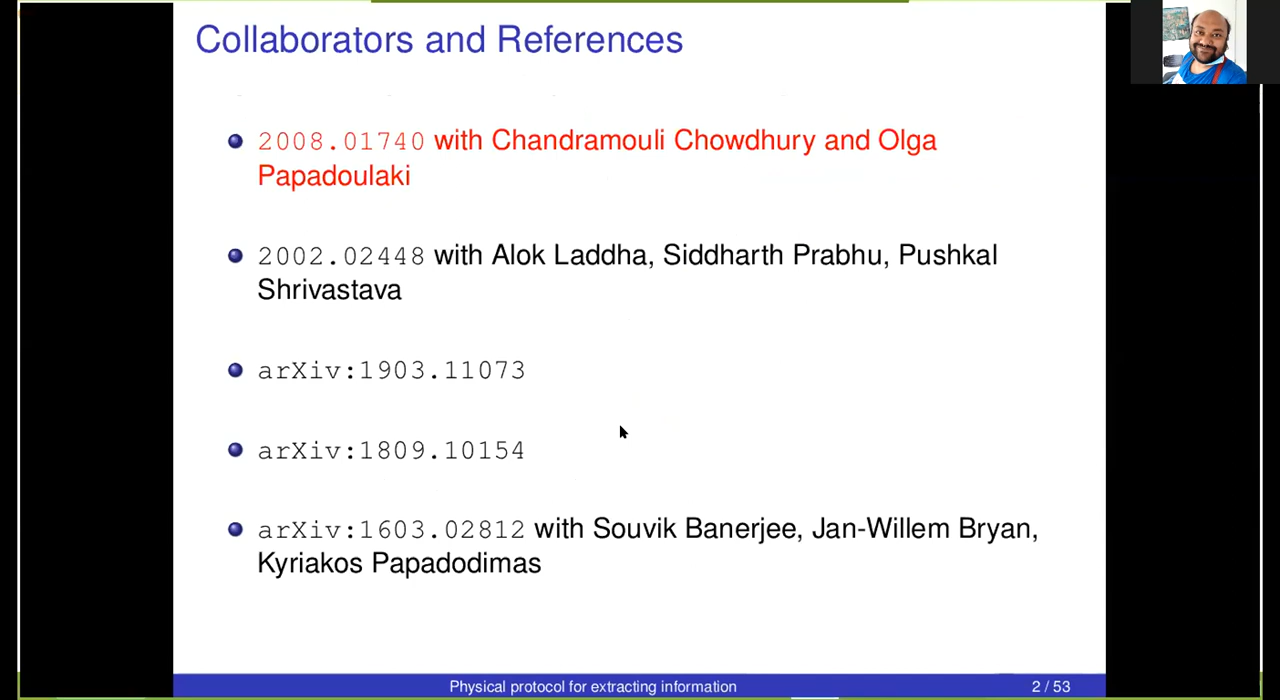 Collaborators and References
2008.01740 with Chandramouli Chowdhury and Olga
Papadoulaki
2002.02448 with Alok Laddha, Siddharth Prabhu, Pushkal
Shrivastava
arXiv:1903.11073
arXiv:1809.10154
arXiv:1603.02812 with Souvik Banerjee, Jan-Willem Bryan,
Kyriakos Papadodimas
Physical protocol for extracting information
2 / 53